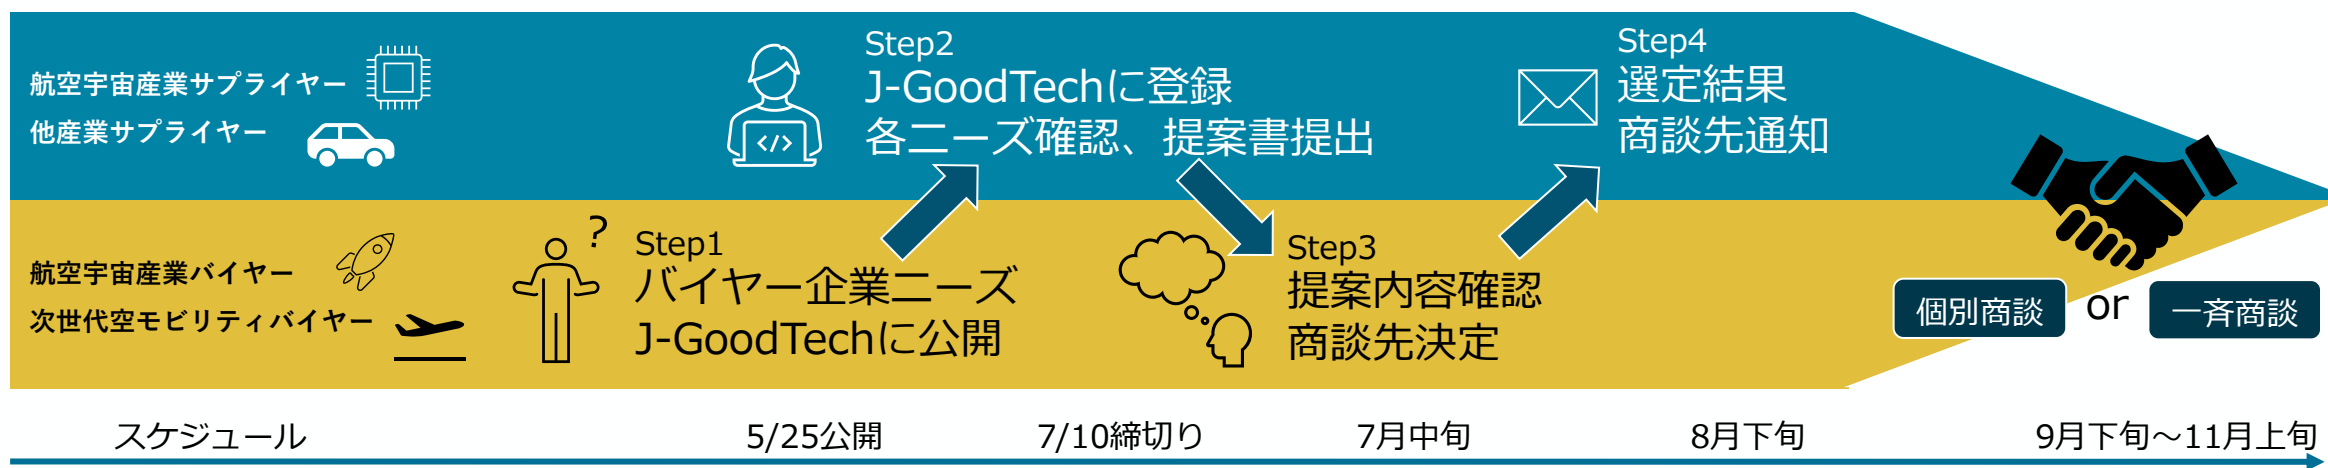 航空宇宙産業サプライヤー
他産業サプライヤー
Step2
J-GoodTechに登録
各ニーズ確認、提案書提出
</>
Step4
選定結果
商談先通知
航空宇宙産業バイヤー
次世代空モビリティバイヤー
?
Step1
バイヤー企業ニーズ
J-GoodTechに公開
Step3
提案内容確認
商談先決定
個別商談 or 一斉商談
スケジュール 5/25公開 7/10締切り 7月中旬 8月下旬 9月下旬～11月上旬